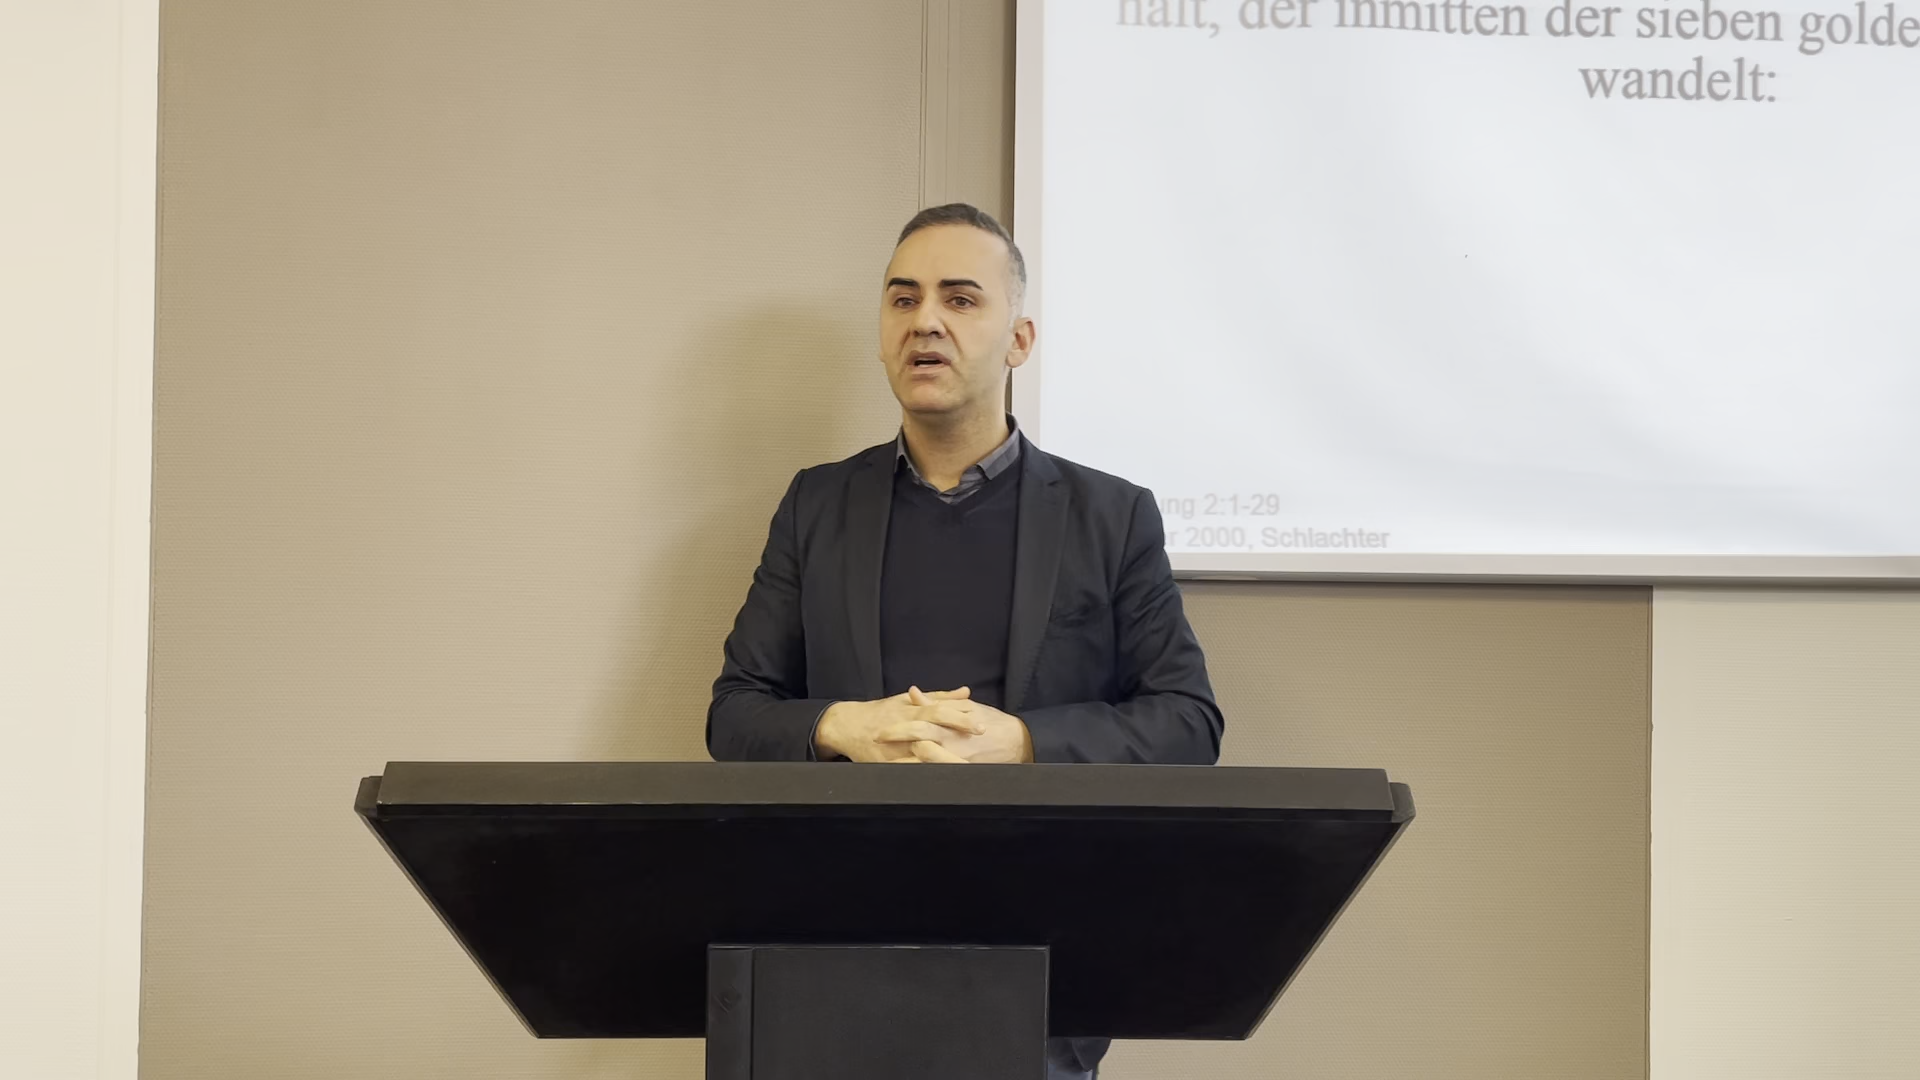 hält, der inmitten der sieben golde
wandelt:
ung 2:1-29
r 2000, Schlachter